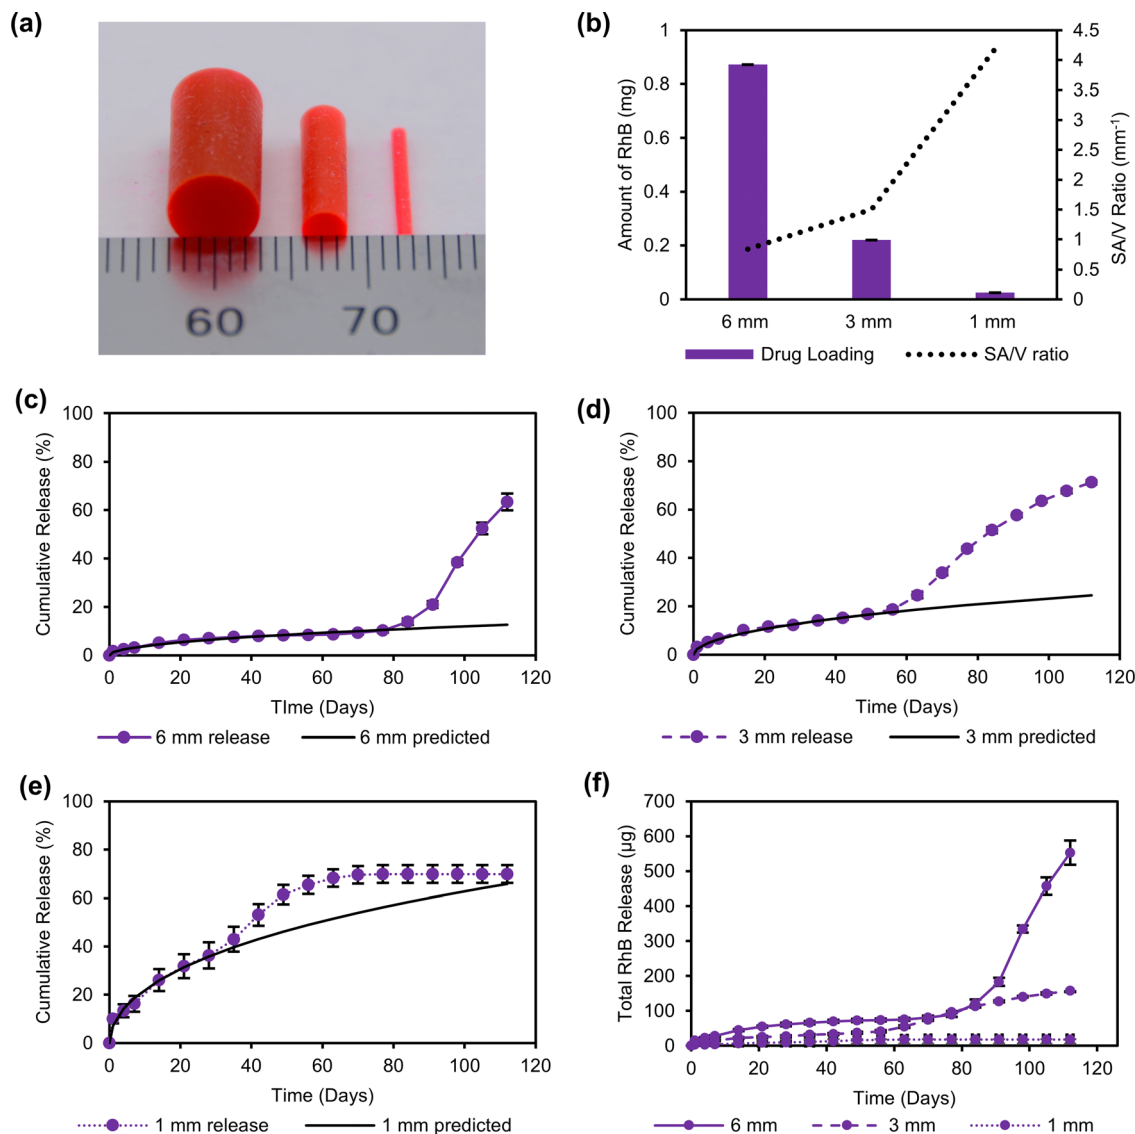 (a)
60 70
(b)
Amount of RhB (mg)
1
0.8
0.6
0.4
0.2
0
4.5
4
3.5
3
2.5
2
1.5
1
0.5
0
SA/V Ratio (mm-1)
6 mm 3 mm 1 mm
Drug Loading SA/V ratio
(c)
Cumulative Release (%)
100
80
60
40
20
0
0 20 40 60 80 100 120
TIme (Days)
6 mm release 6 mm predicted
(d)
Cumulative Release (%)
100
80
60
40
20
0
0 20 40 60 80 100 120
Time (Days)
3 mm release 3 mm predicted
(e)
Cumulative Release (%)
100
80
60
40
20
0
0 20 40 60 80 100 120
Time (Days)
1 mm release 1 mm predicted
(f)
Total RhB Release (µg)
700
600
500
400
300
200
100
0
0 20 40 60 80 100 120
Time (Days)
6 mm 3 mm 1 mm